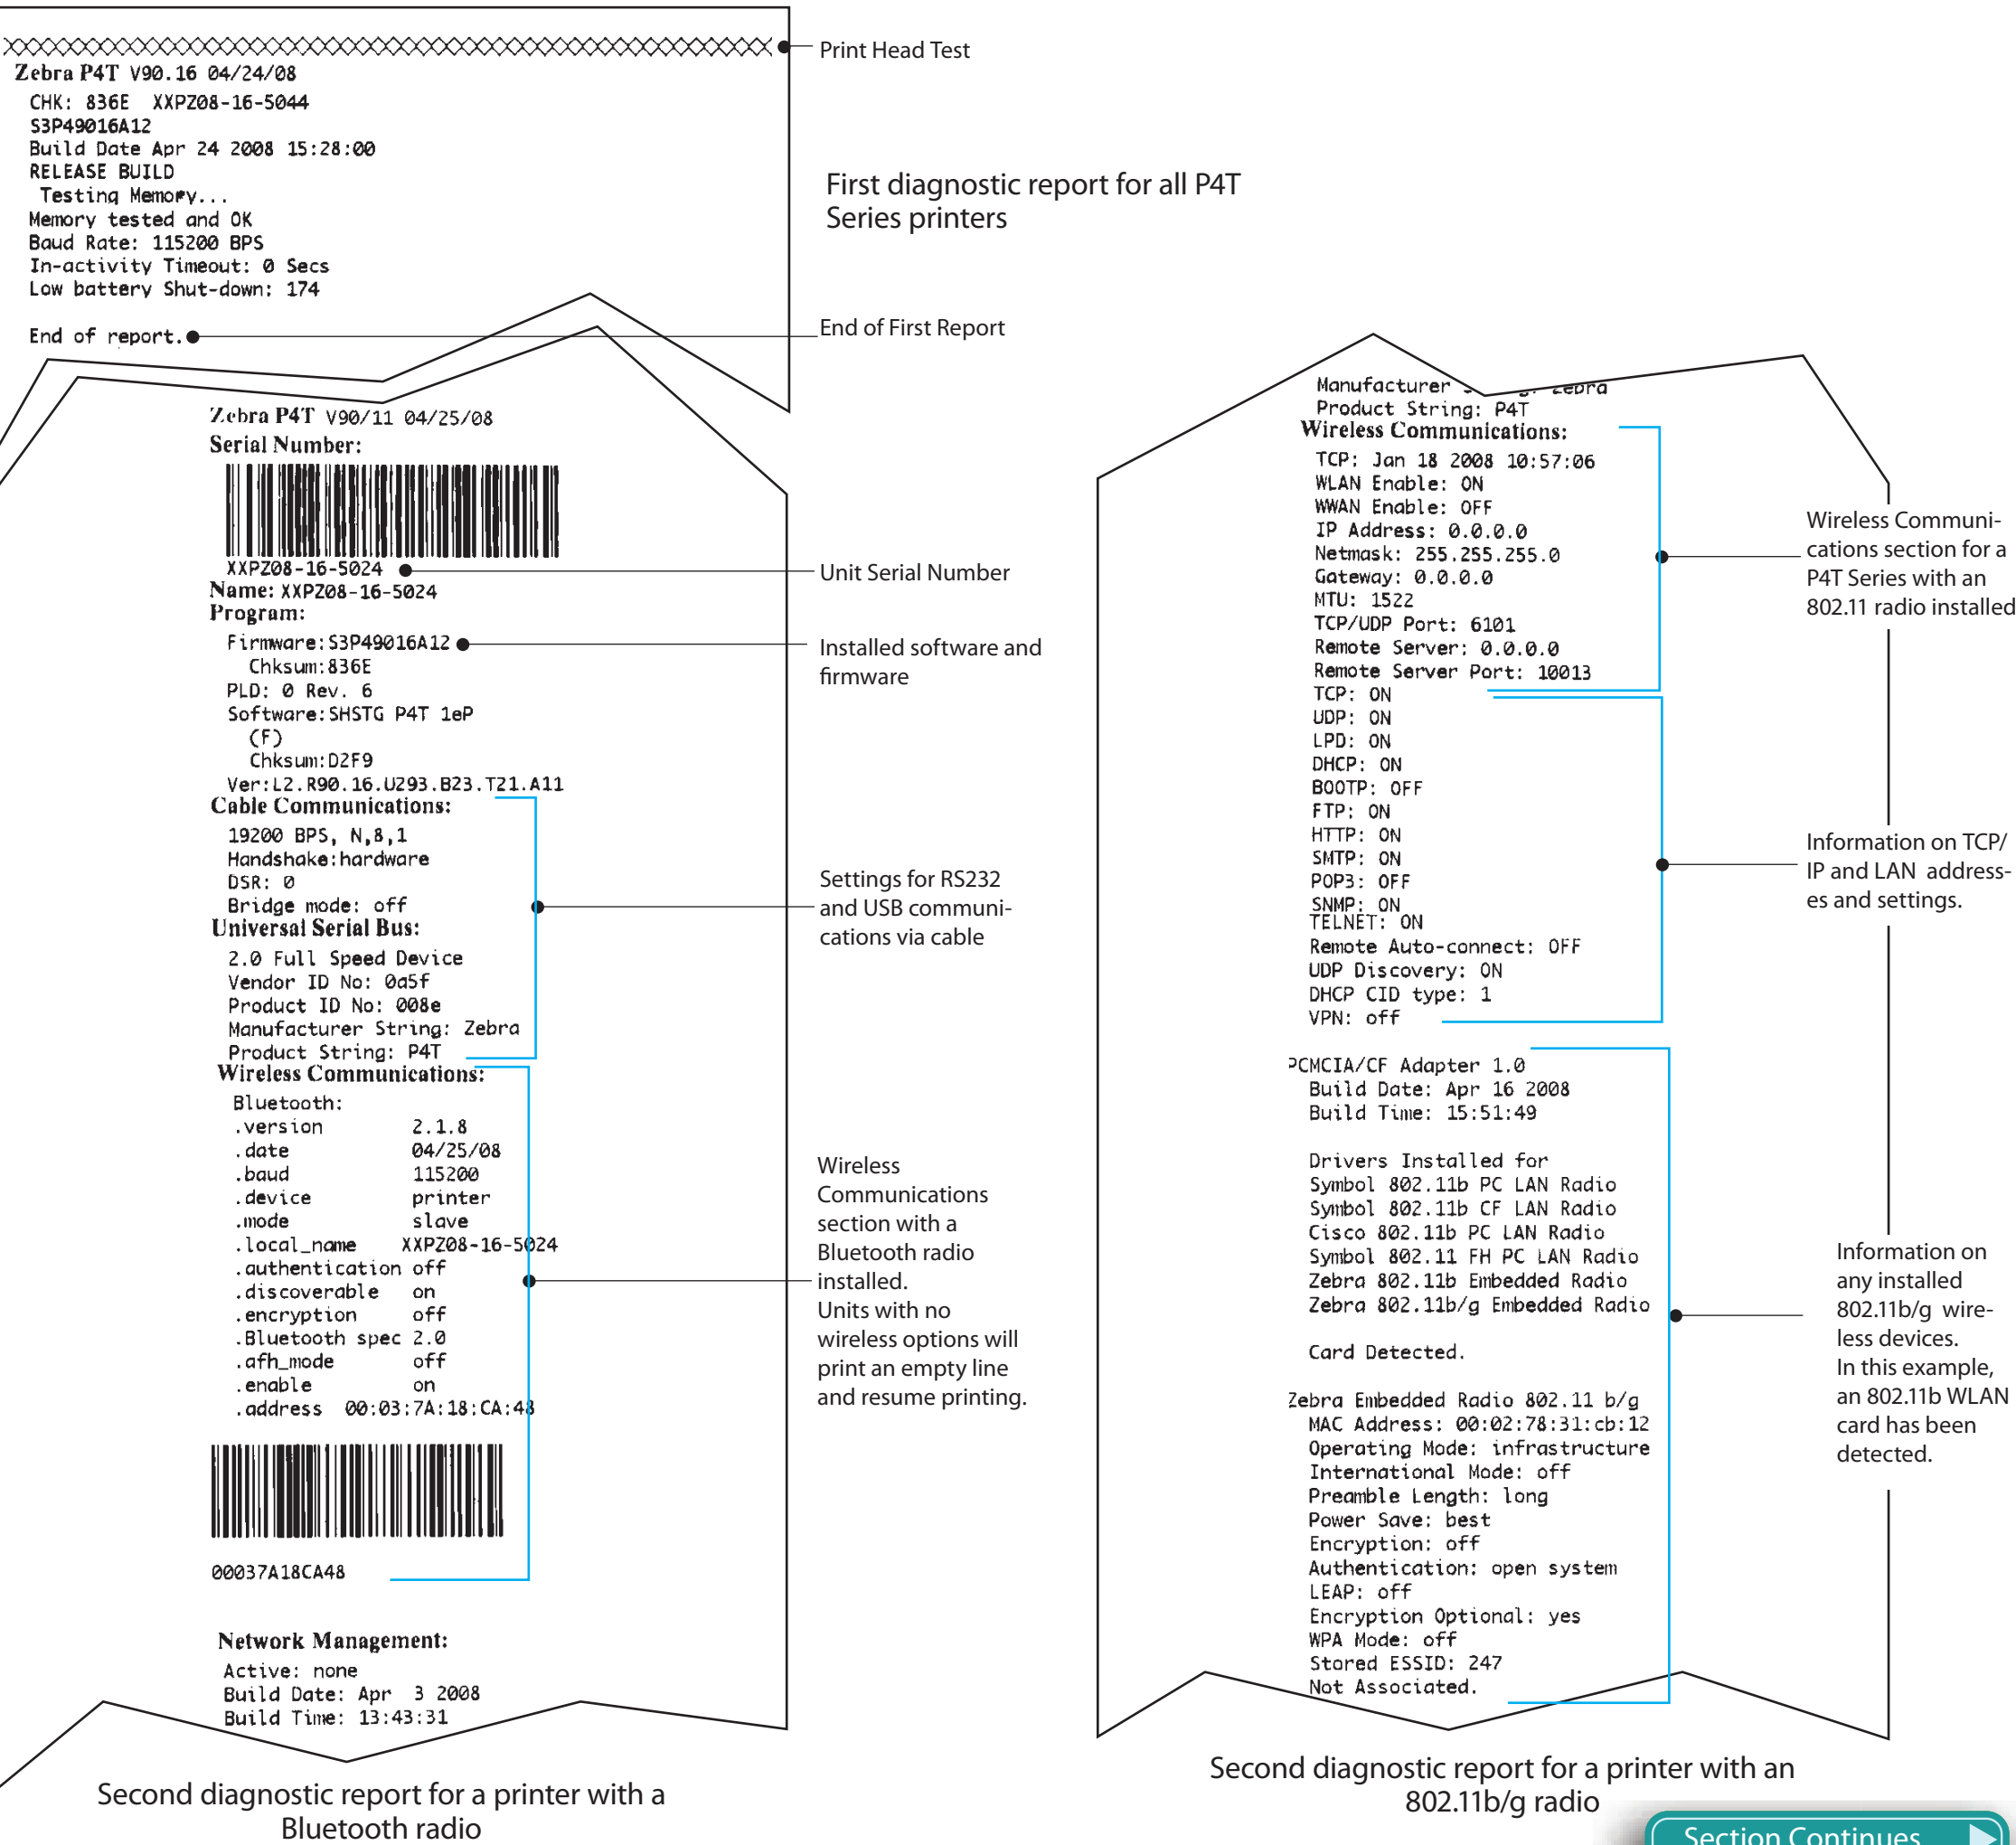 Print Head Test
Zebra P4T V90.16 04/24/08
CHK: 836E XXPZ08-16-5044
S3P49016A12
Build Date Apr 24 2008 15:28:00
RELEASE BUILD
Testing Memory...
Memory tested and OK
Baud Rate: 115200 BPS
In-activity Timeout: 0 Secs
Low battery Shut-down: 174
End of report.
First diagnostic report for all P4T
Series printers
End of First Report
Zebra P4T V90/11 04/25/08
Serial Number:
XXPZ08-16-5024
Name: XXPZ08-16-5024
Program:
Firmware:S3P49016A12
Chksum:836E
PLD: 0 Rev. 6
Software:SHSTG P4T 1eP
(F)
Chksum:D2F9
Ver:L2.R90.16.U293.B23.T21.A11
Cable Communications:
19200 BPS, N,8,1
Handshake:hardware
DSR: 0
Bridge mode: off
Universal Serial Bus:
2.0 Full Speed Device
Vendor ID No: 0a5f
Product ID No: 008e
Manufacturer String: Zebra
Product String: P4T
Wireless Communications:
Bluetooth:
.version 2.1.8
.date 04/25/08
.baud 115200
.device printer
.mode slave
.local_name XXPZ08-16-5024
.authentication off
.discoverable on
.encryption off
.Bluetooth spec 2.0
.afh_mode off
.enable on
.address 00:03:7A:18:CA:48
00037A18CA48
Network Management:
Active: none
Build Date: Apr 3 2008
Build Time: 13:43:31
Unit Serial Number
Installed software and
firmware
Settings for RS232
and USB communi-
cations via cable
Wireless
Communications
section with a
Bluetooth radio
installed.
Units with no
wireless options will
print an empty line
and resume printing.
Second diagnostic report for a printer with a
Bluetooth radio
Manufacturer Zebra
Product String: P4T
Wireless Communications:
TCP: Jan 18 2008 10:57:06
WLAN Enable: ON
WWAN Enable: OFF
IP Address: 0.0.0.0
Netmask: 255.255.255.0
Gateway: 0.0.0.0
MTU: 1522
TCP/UDP Port: 6101
Remote Server: 0.0.0.0
Remote Server Port: 10013
TCP: ON
UDP: ON
LPD: ON
DHCP: ON
BOOTP: OFF
FTP: ON
HTTP: ON
SMTP: ON
POP3: OFF
SNMP: ON
TELNET: ON
Remote Auto-connect: OFF
UDP Discovery: ON
DHCP CID type: 1
VPN: off
PCMCIA/CF Adapter 1.0
Build Date: Apr 16 2008
Build Time: 15:51:49
Drivers Installed for
Symbol 802.11b PC LAN Radio
Symbol 802.11b CF LAN Radio
Cisco 802.11b PC LAN Radio
Symbol 802.11 FH PC LAN Radio
Zebra 802.11b Embedded Radio
Zebra 802.11b/g Embedded Radio
Card Detected.
Zebra Embedded Radio 802.11 b/g
MAC Address: 00:02:78:31:cb:12
Operating Mode: infrastructure
International Mode: off
Preamble Length: long
Power Save: best
Encryption: off
Authentication: open system
LEAP: off
Encryption Optional: yes
WPA Mode: off
Stored ESSID: 247
Not Associated.
Wireless Communi-
cations section for a
P4T Series with an
802.11 radio installed
Information on TCP/
IP and LAN address-
es and settings.
Information on
any installed
802.11b/g wire-
less devices.
In this example,
an 802.11b WLAN
card has been
detected.
Second diagnostic report for a printer with an
802.11b/g radio
Section Continues